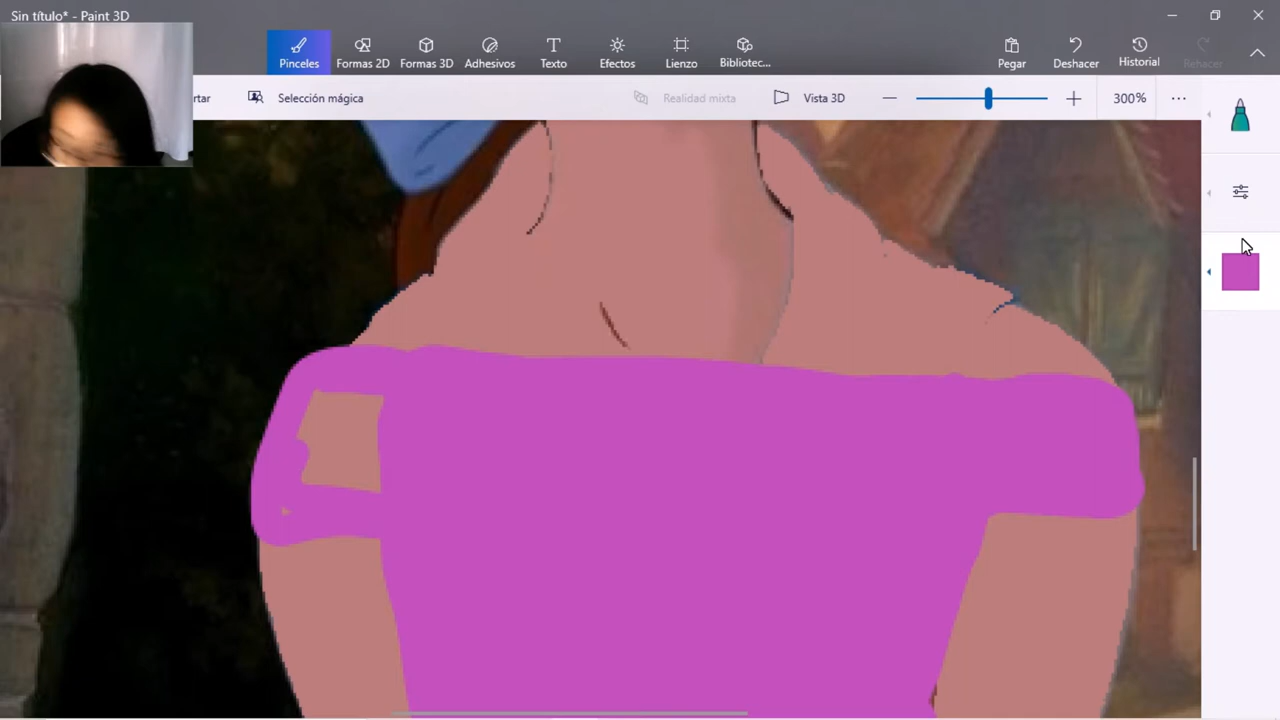 Sin título* - Paint 3D
Pinceles
Formas 2D
Formas 3D
Adhesivos
Texto
Efectos
Lienzo
Bibliotec...
Pegar
Deshacer
Historial
Rehacer
rtar
Selección mágica
Realidad mixta
Vista 3D
300%